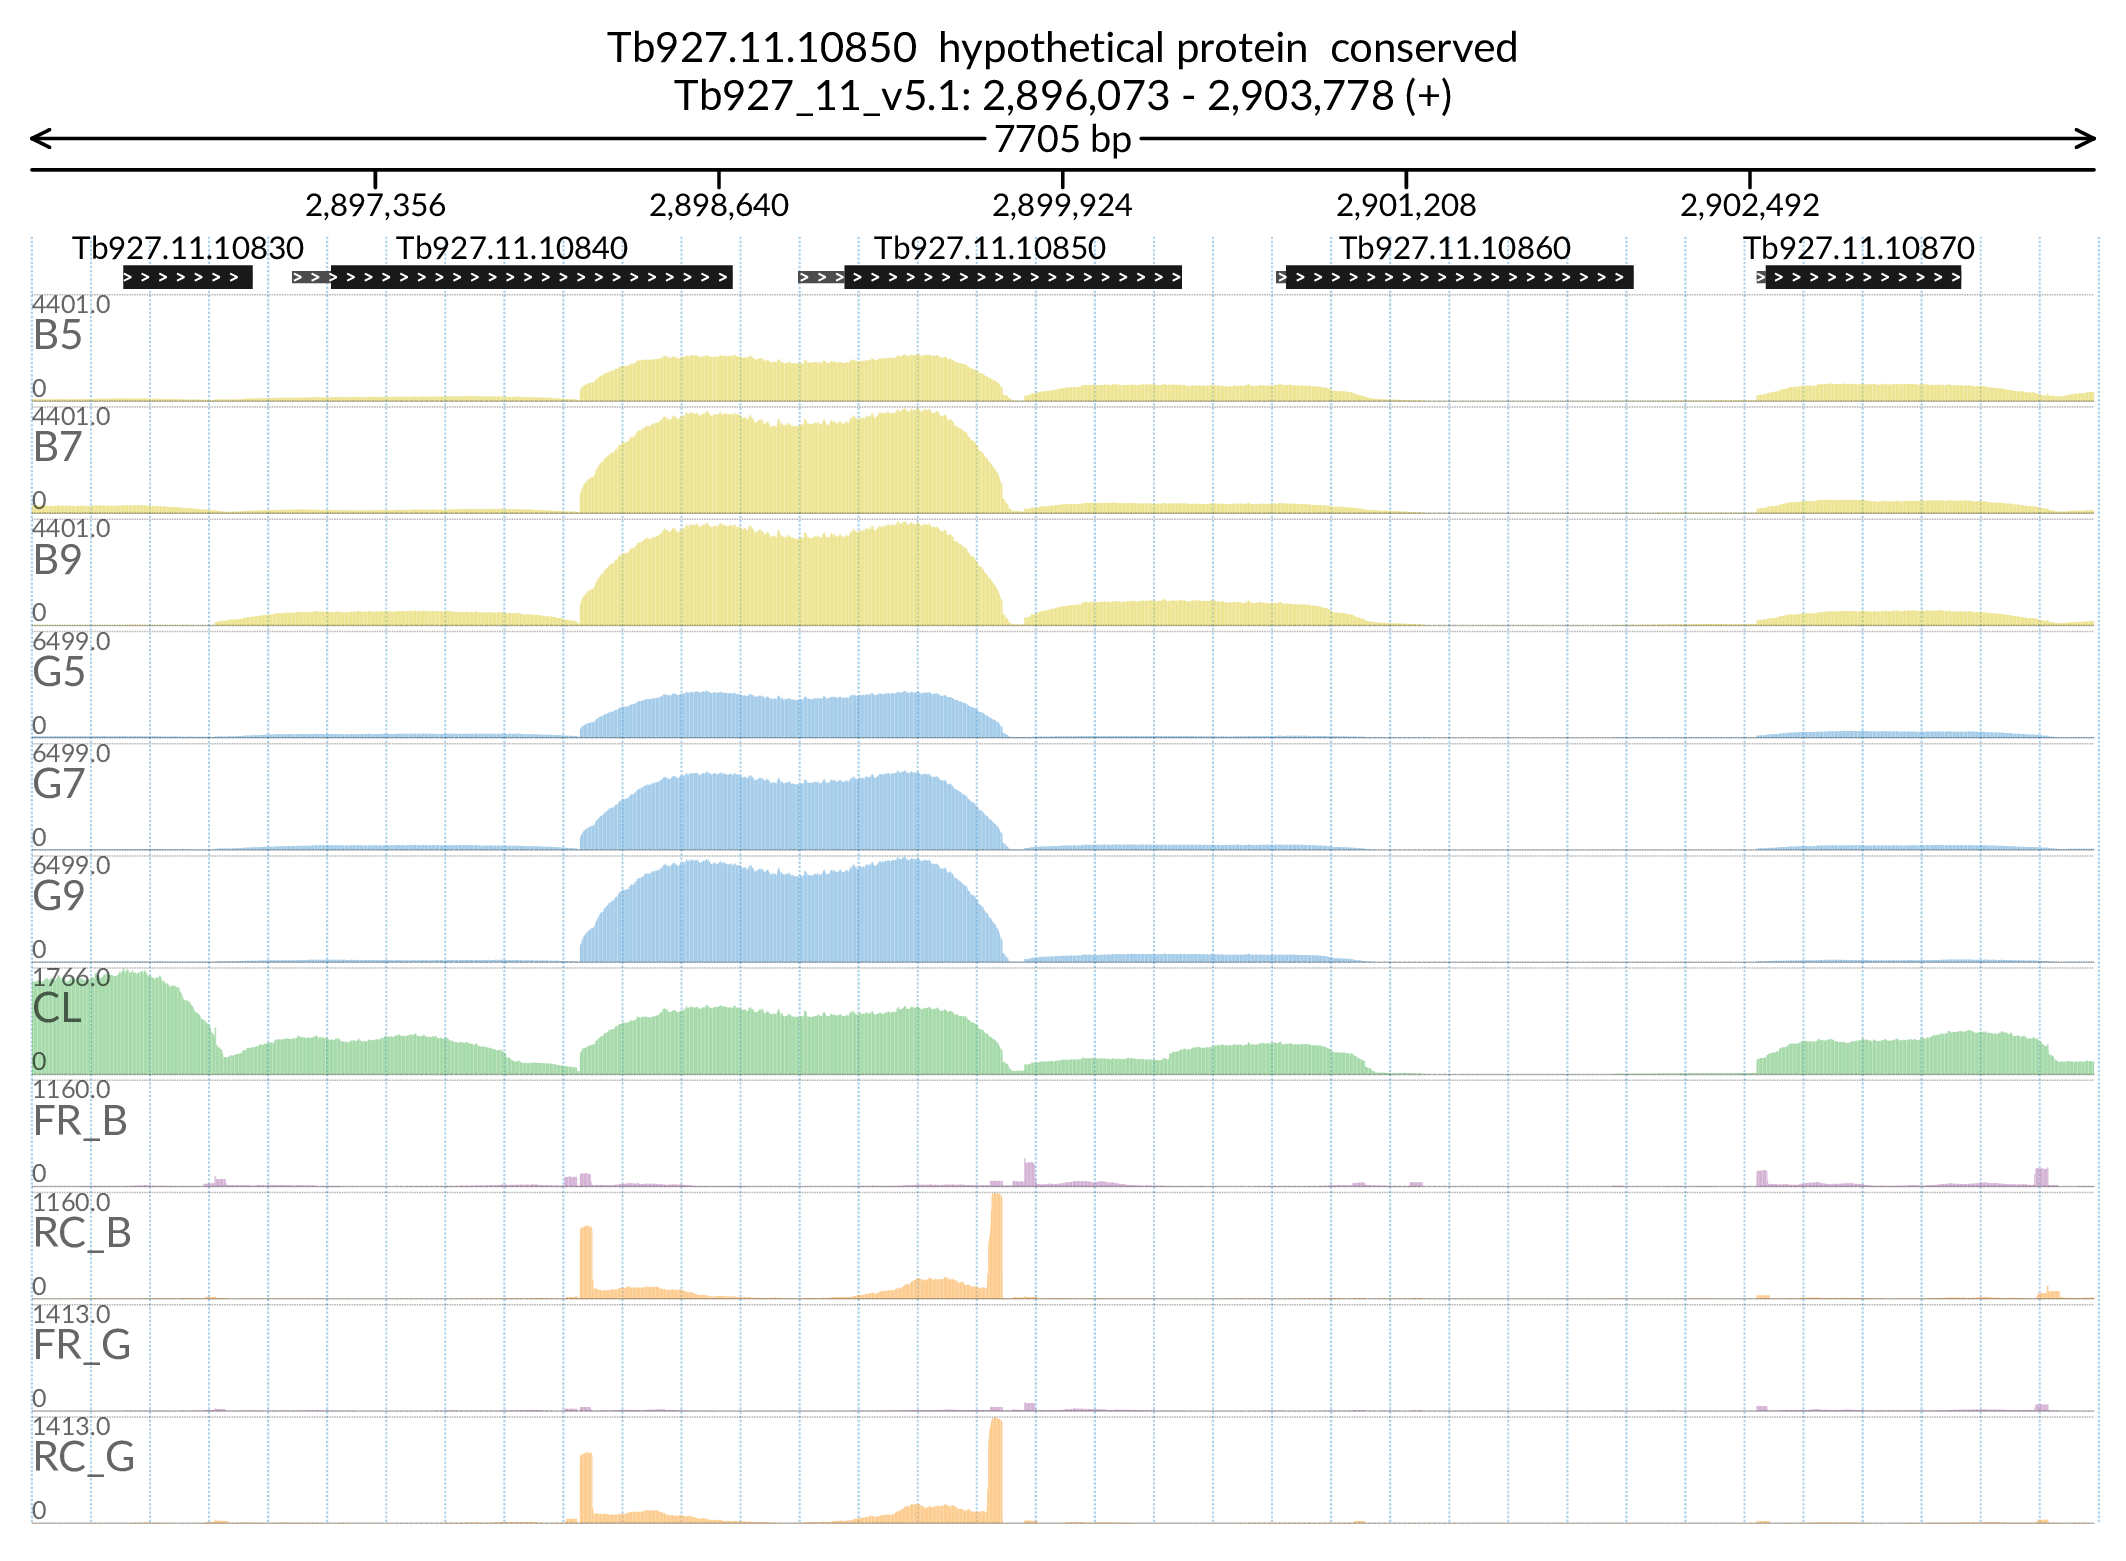 Tb927.11.10850 hypothetical protein conserved
Tb927_11_v5.1: 2,896,073 - 2,903,778 (+)
7705 bp
2,897,356 2,898,640 2,899,924 2,901,208 2,902,492
Tb927.11.10830 Tb927.11.10840 Tb927.11.10850 Tb927.11.10860 Tb927.11.10870
4401.0
B5
0
4401.0
B7
0
4401.0
B9
0
6499.0
G5
0
6499.0
G7
0
6499.0
G9
0
1766.0
CL
0
1160.0
FR_B
0
1160.0
RC_B
0
1413.0
FR_G
0
1413.0
RC_G
0